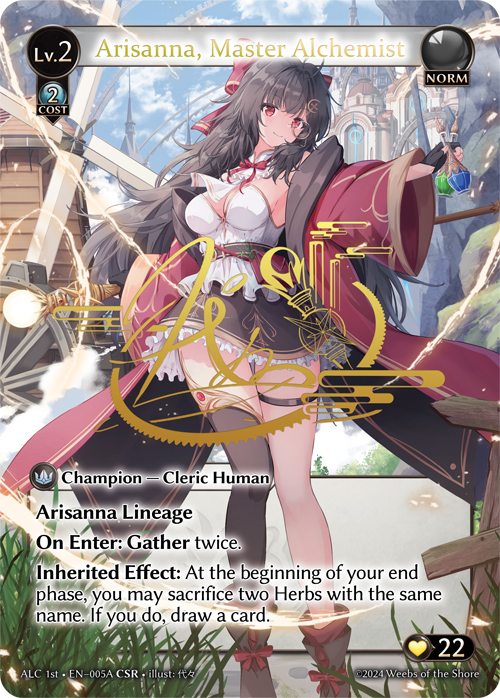 Lv.2
Arisanna, Master Alchemist
NORM
2
COST
Champion — Cleric Human
Arisanna Lineage
On Enter: Gather twice.
Inherited Effect: At the beginning of your end
phase, you may sacrifice two Herbs with the same
name. If you do, draw a card.
22
ALC 1st • EN-005A CSR • illust: 代々
©2024 Weebs of the Shore